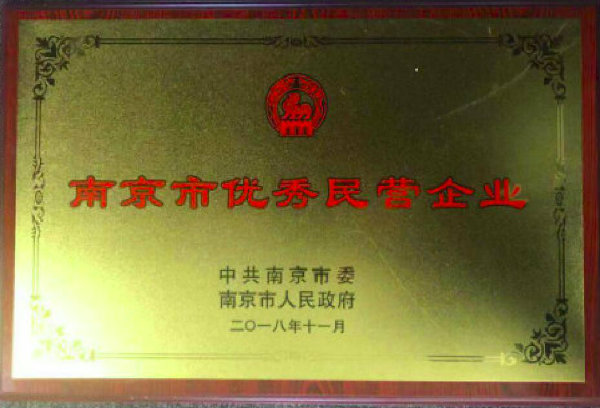 南京市优秀民营企业
中共南京市委
南京市人民政府
二〇一八年十一月